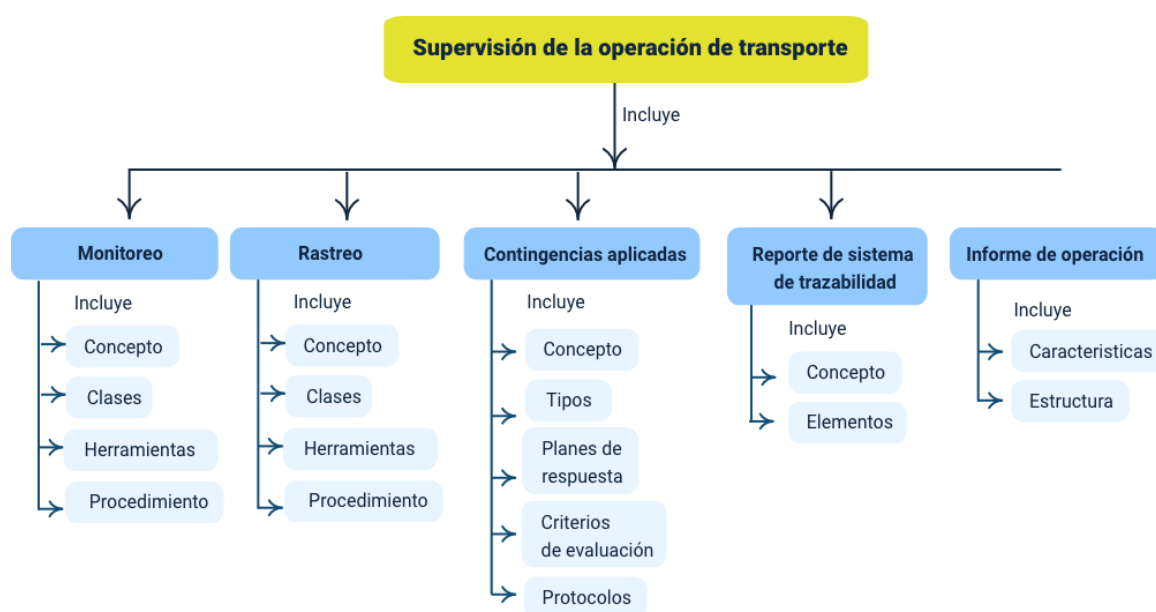 Supervisión de la operación de transporte
Incluye
Monitoreo
Incluye
Concepto
Clases
Herramientas
Procedimiento
Rastreo
Incluye
Concepto
Clases
Herramientas
Procedimiento
Contingencias aplicadas
Incluye
Concepto
Tipos
Planes de
respuesta
Criterios
de evaluación
Protocolos
Reporte de sistema
de trazabilidad
Incluye
Concepto
Elementos
Informe de operación
Incluye
Caracteristicas
Estructura